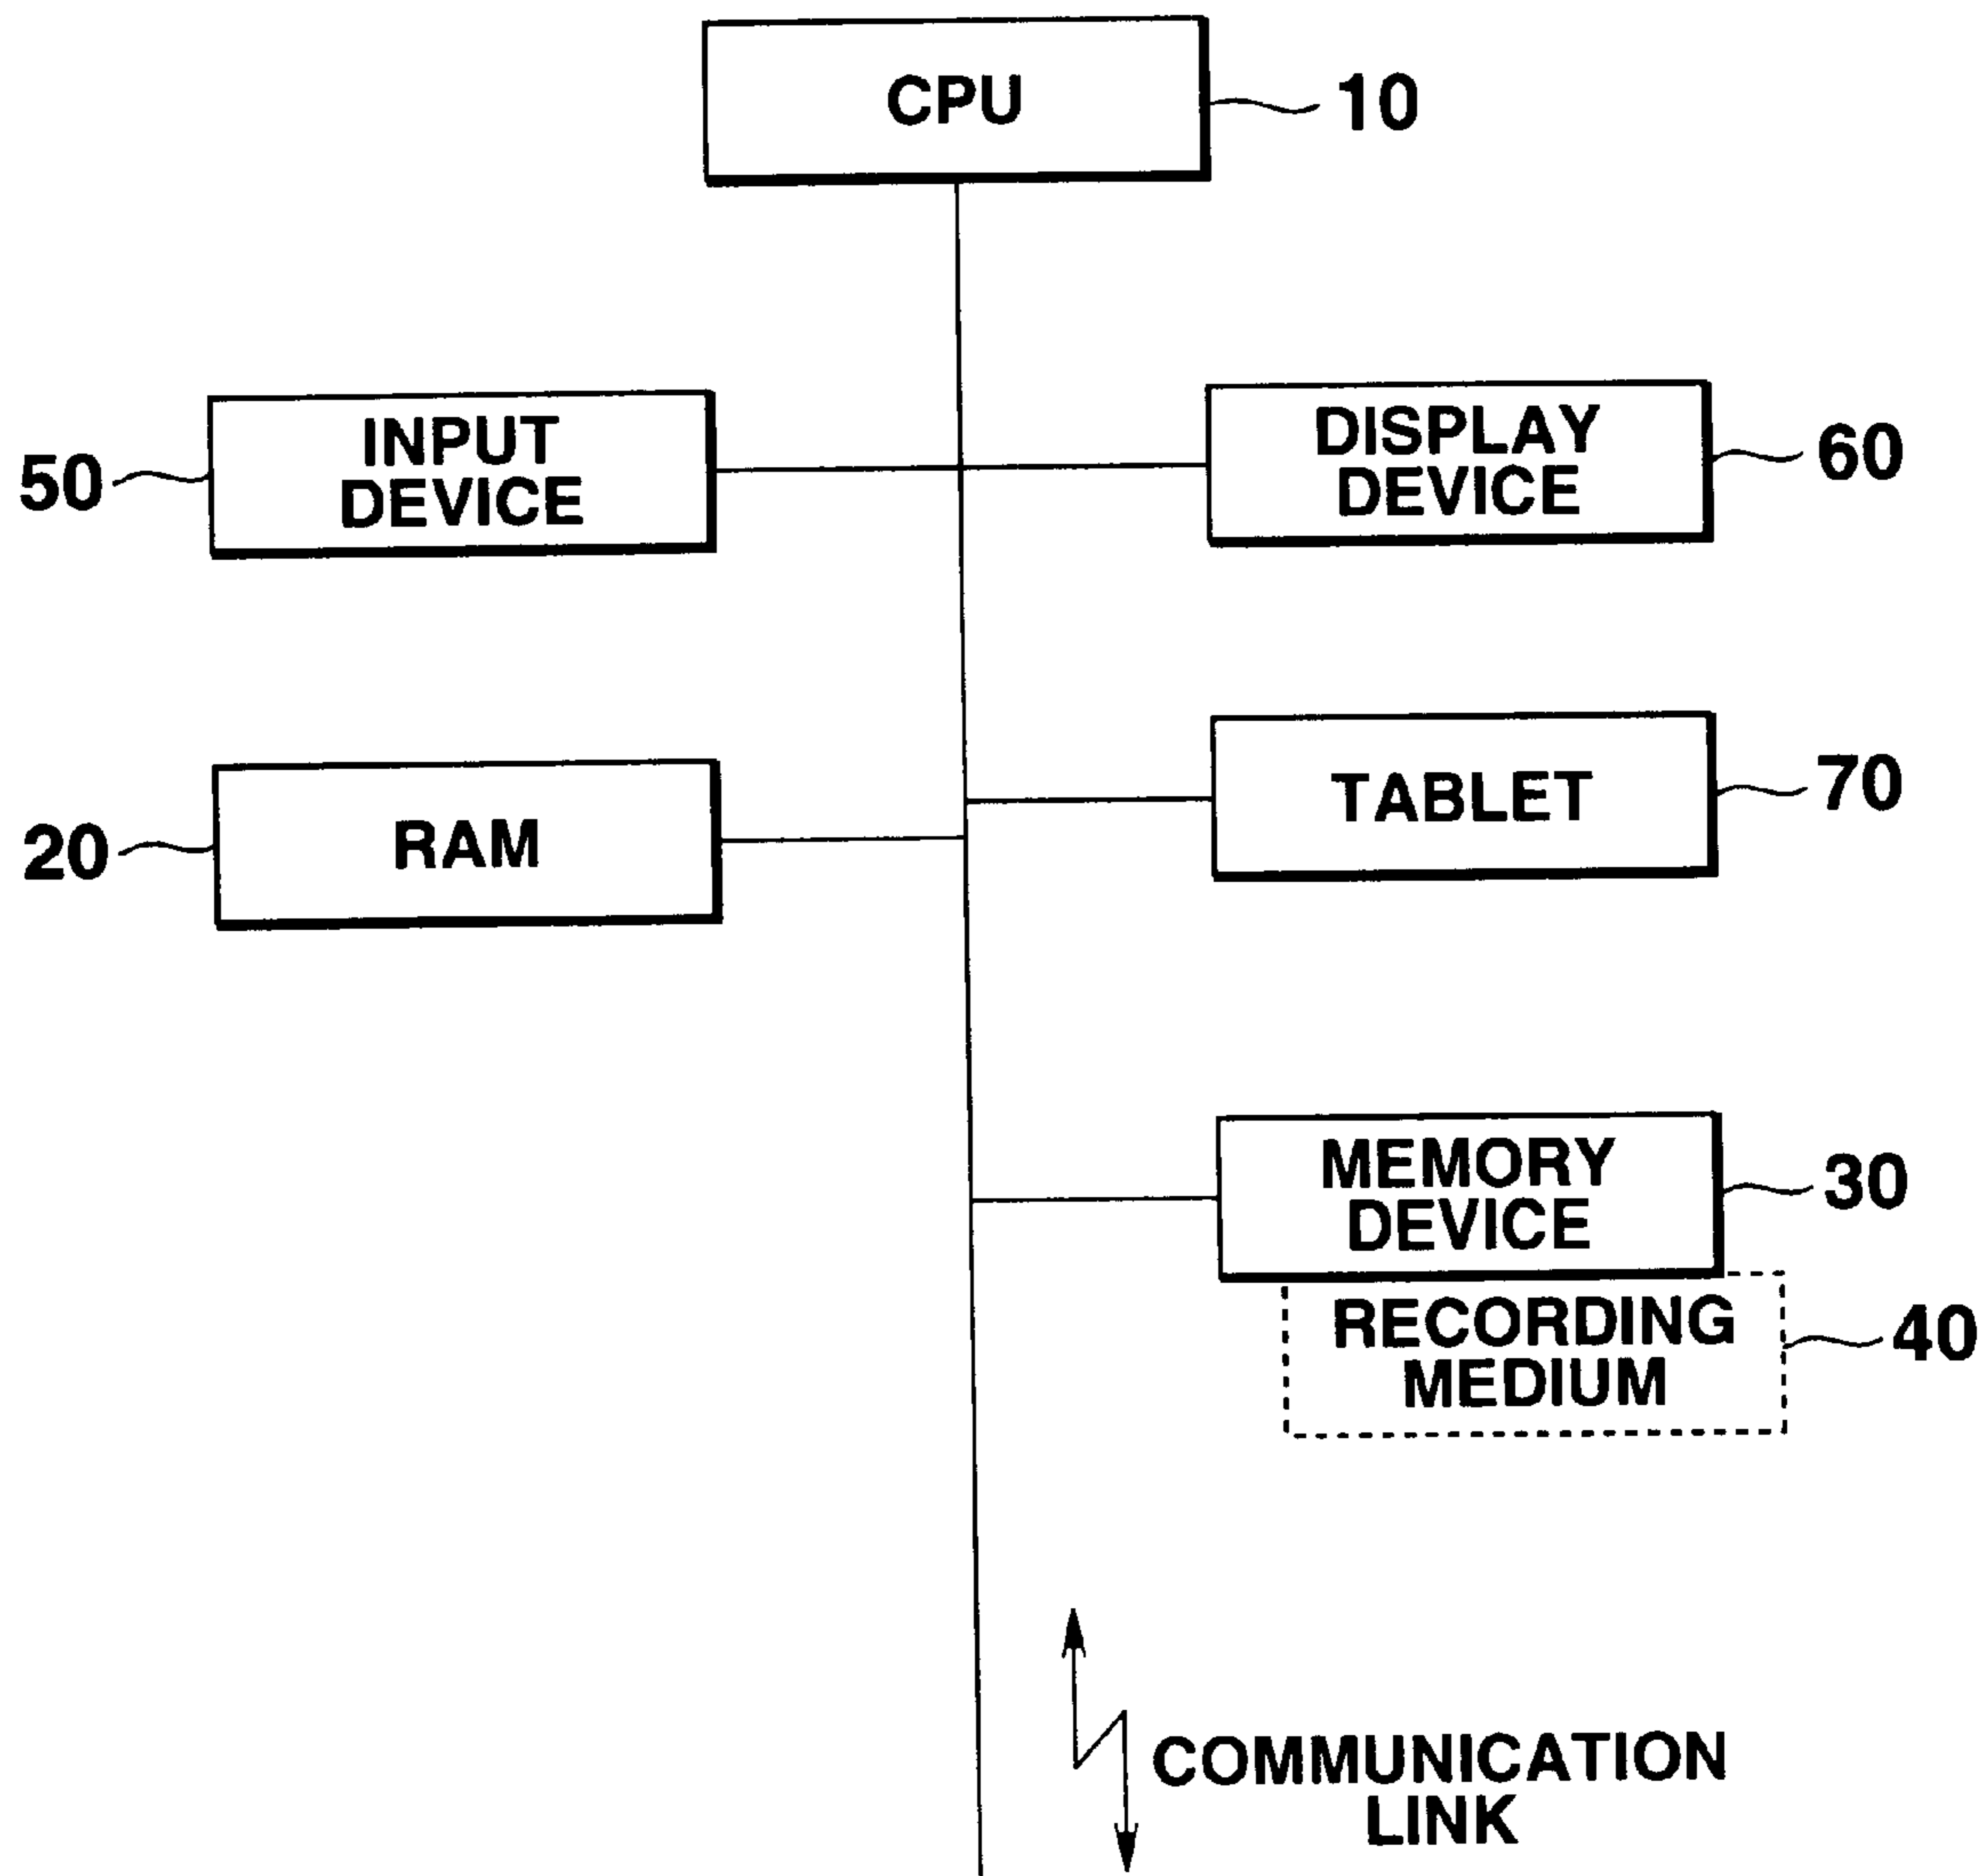 CPU
10
INPUT
DEVICE
50
DISPLAY
DEVICE
60
RAM
20
TABLET
70
MEMORY
DEVICE
30
RECORDING
MEDIUM
40
COMMUNICATION
LINK